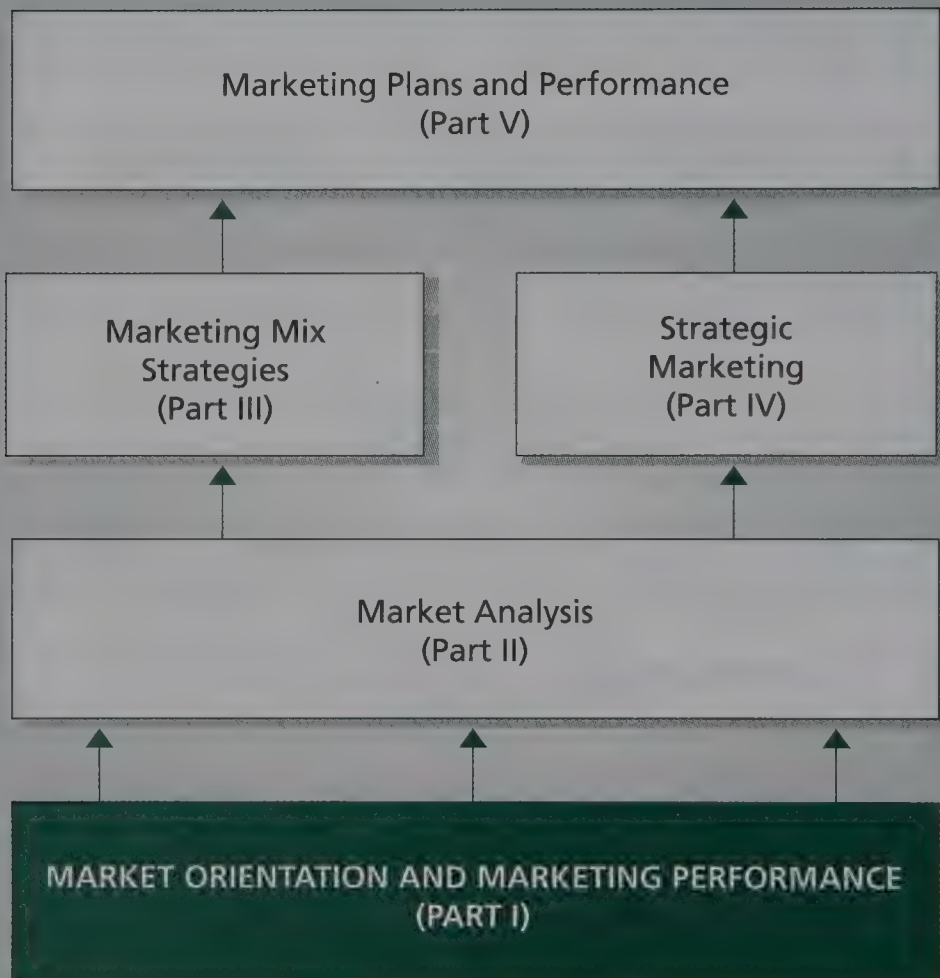 Marketing Plans and Performance
(Part V)
Marketing Mix
Strategies
(Part III)
Strategic
Marketing
(Part IV)
Market Analysis
(Part II)
MARKET ORIENTATION AND MARKETING PERFORMANCE
(PART I)